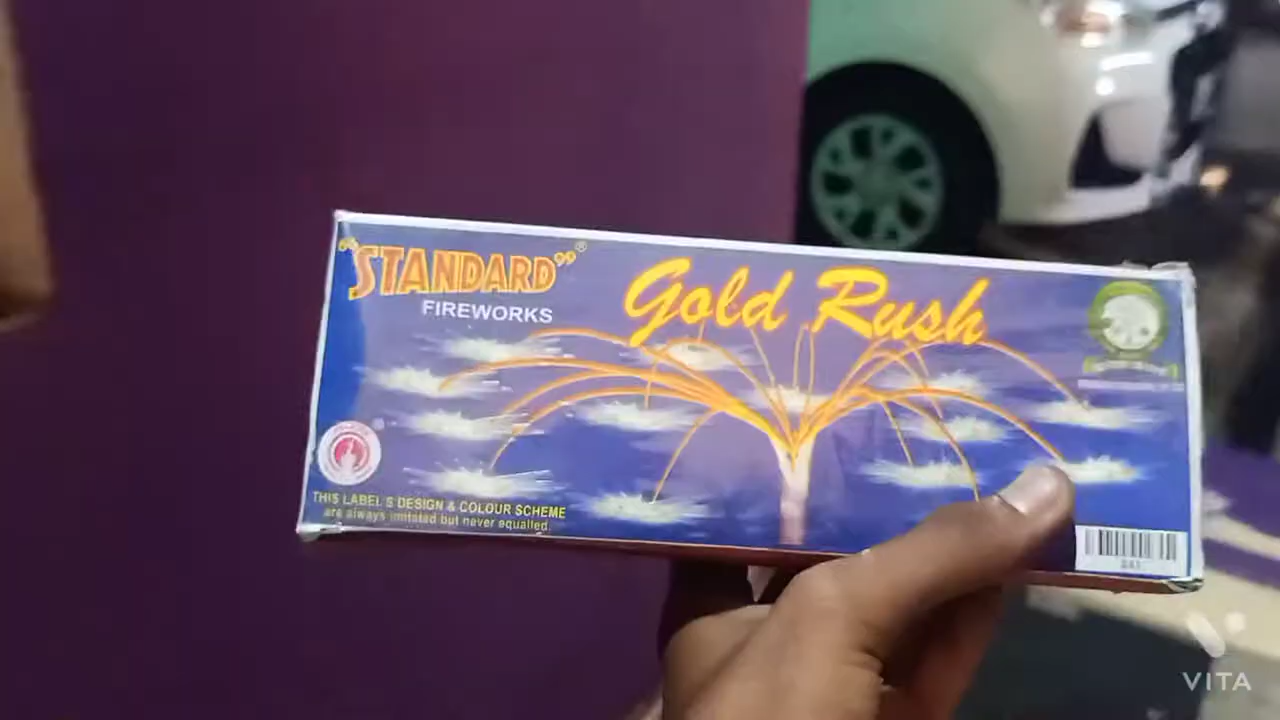 "STANDARD"®
FIREWORKS
Gold Rush
THIS LABEL S DESIGN & COLOUR SCHEME
are always imitated but never equalled.
VITA